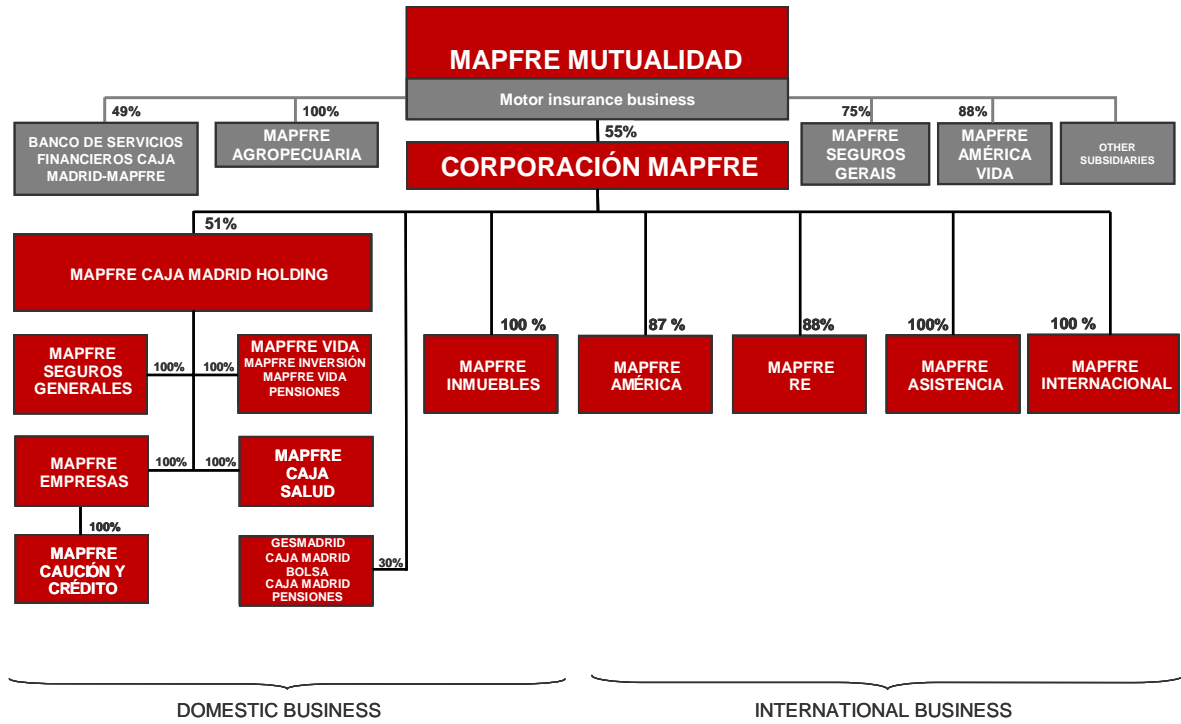 MAPFRE MUTUALIDAD
Motor insurance business
49%
100%
75%
88%
BANCO DE SERVICIOS
FINANCIEROS CAJA
MADRID-MAPFRE
MAPFRE
AGROPECUARIA
55%
CORPORACIÓN MAPFRE
MAPFRE
SEGUROS
GERAIS
MAPFRE
AMÉRICA
VIDA
OTHER
SUBSIDIARIES
51%
MAPFRE CAJA MADRID HOLDING
100 %
87 %
88%
100%
100 %
MAPFRE
SEGUROS
GENERALES
100%
100%
MAPFRE VIDA
MAPFRE INVERSIÓN
MAPFRE VIDA
PENSIONES
MAPFRE
INMUEBLES
MAPFRE
AMÉRICA
MAPFRE
RE
MAPFRE
ASISTENCIA
MAPFRE
INTERNACIONAL
MAPFRE
EMPRESAS
100%
100%
MAPFRE
CAJA
SALUD
100%
MAPFRE
CAUCIÓN Y
CRÉDITO
GESMADRID
CAJA MADRID
BOLSA
CAJA MADRID
PENSIONES
30%
DOMESTIC BUSINESS
INTERNATIONAL BUSINESS